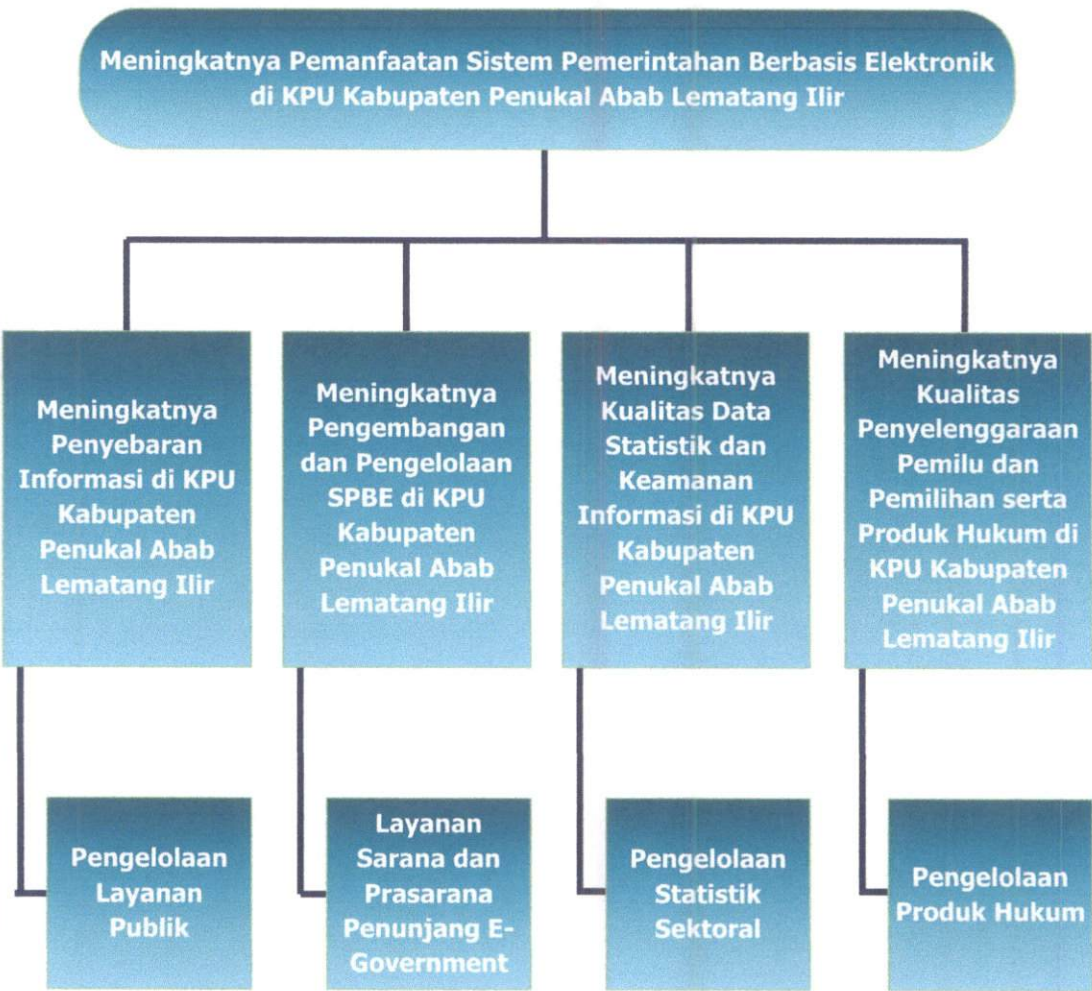 Meningkatnya Pemanfaatan Sistem Pemerintahan Berbasis Elektronik
di KPU Kabupaten Penukal Abab Lematang Ilir
Meningkatnya
Penyebaran
Informasi di KPU
Kabupaten
Penukal Abab
Lematang Ilir
Meningkatnya
Pengembangan
dan Pengelolaan
SPBE di KPU
Kabupaten
Penukal Abab
Lematang Ilir
Meningkatnya
Kualitas Data
Statistik dan
Keamanan
Informasi di KPU
Kabupaten
Penukal Abab
Lematang Ilir
Meningkatnya
Kualitas
Penyelenggaraan
Pemilu dan
Pemilihan serta
Produk Hukum di
KPU Kabupaten
Penukal Abab
Lematang Ilir
Pengelolaan
Layanan
Publik
Layanan
Sarana dan
Prasarana
Penunjang E-
Government
Pengelolaan
Statistik
Sektoral
Pengelolaan
Produk Hukum